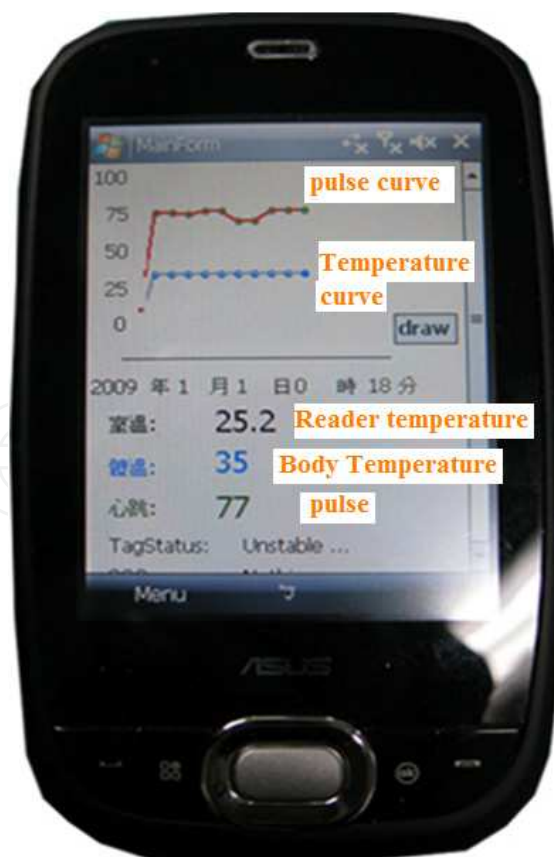 MainForm
100
pulse curve
75
50
Temperature
curve
25
0
draw
2009 年 1 月 1 日 0 時 18 分
室溫: 25.2 Reader temperature
體溫: 35 Body Temperature
心跳: 77 pulse
TagStatus: Unstable ...
Menu
ASUS
ok